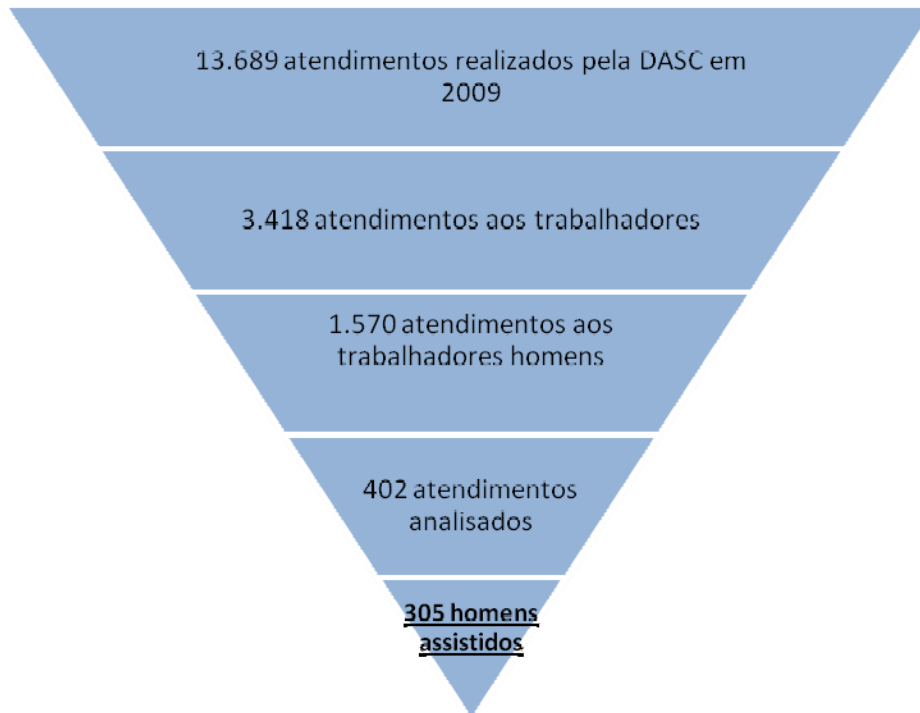 13.689 atendimentos realizados pela DASC em
2009
3.418 atendimentos aos trabalhadores
1.570 atendimentos aos
trabalhadores homens
402 atendimentos
analisados
305 homens
assistidos